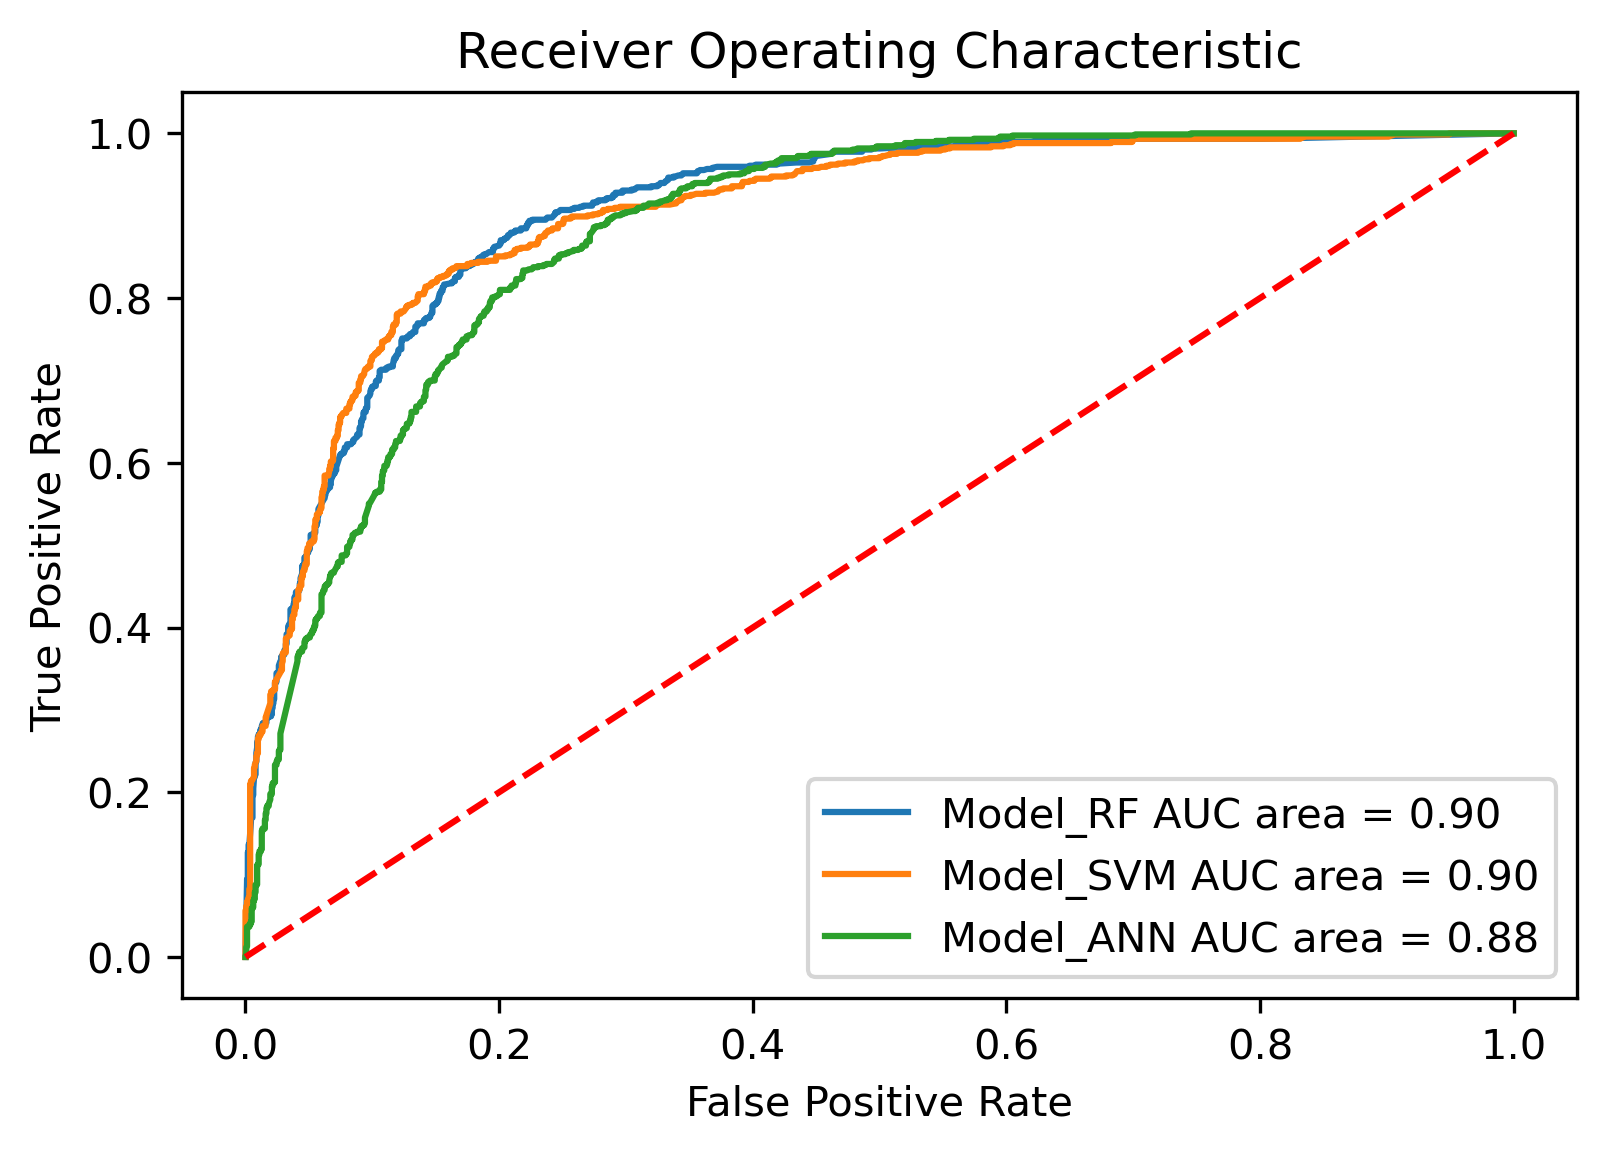 Receiver Operating Characteristic
1.0
0.8
0.6
0.4
0.2
0.0
True Positive Rate
Model_RF AUC area = 0.90
Model_SVM AUC area = 0.90
Model_ANN AUC area = 0.88
0.0 0.2 0.4 0.6 0.8 1.0
False Positive Rate